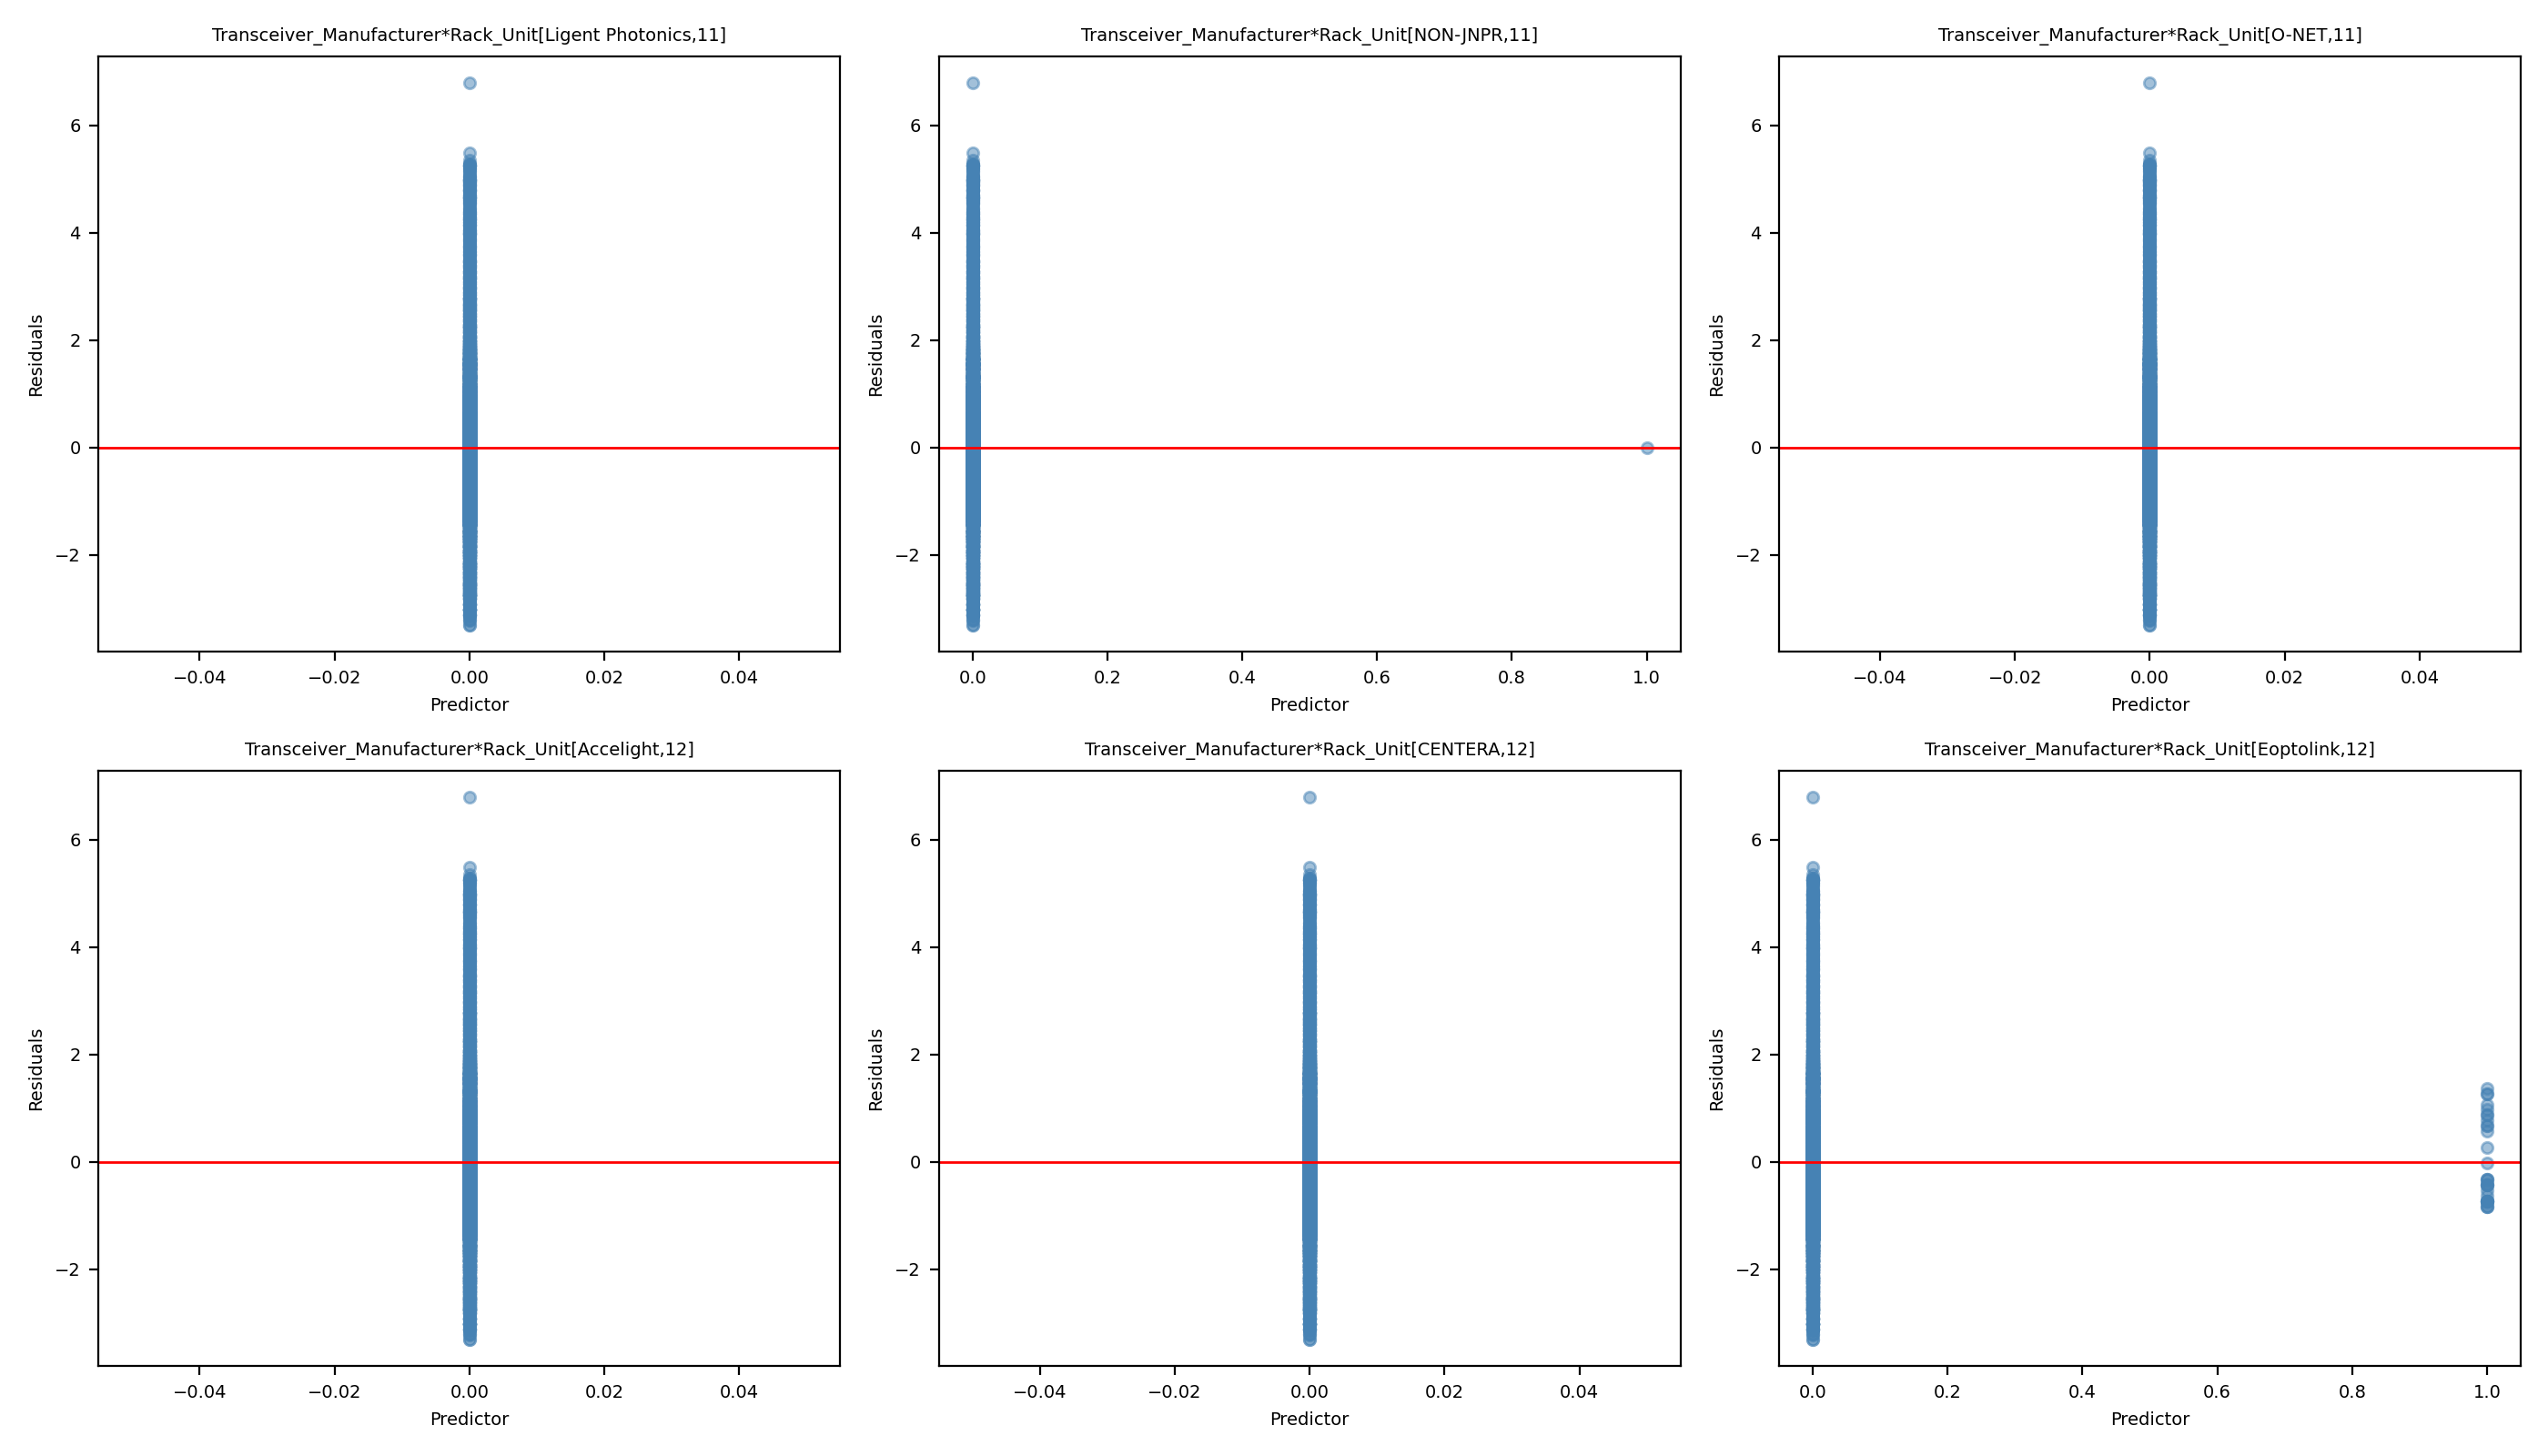 Transceiver_Manufacturer*Rack_Unit[Ligent Photonics,11]
Residuals
6
4
2
0
−2
−0.04 −0.02 0.00 0.02 0.04
Predictor
Transceiver_Manufacturer*Rack_Unit[NON-JNPR,11]
Residuals
6
4
2
0
−2
0.0 0.2 0.4 0.6 0.8 1.0
Predictor
Transceiver_Manufacturer*Rack_Unit[O-NET,11]
Residuals
6
4
2
0
−2
−0.04 −0.02 0.00 0.02 0.04
Predictor
Transceiver_Manufacturer*Rack_Unit[Accelight,12]
Residuals
6
4
2
0
−2
−0.04 −0.02 0.00 0.02 0.04
Predictor
Transceiver_Manufacturer*Rack_Unit[CENTERA,12]
Residuals
6
4
2
0
−2
−0.04 −0.02 0.00 0.02 0.04
Predictor
Transceiver_Manufacturer*Rack_Unit[Eoptolink,12]
Residuals
6
4
2
0
−2
0.0 0.2 0.4 0.6 0.8 1.0
Predictor